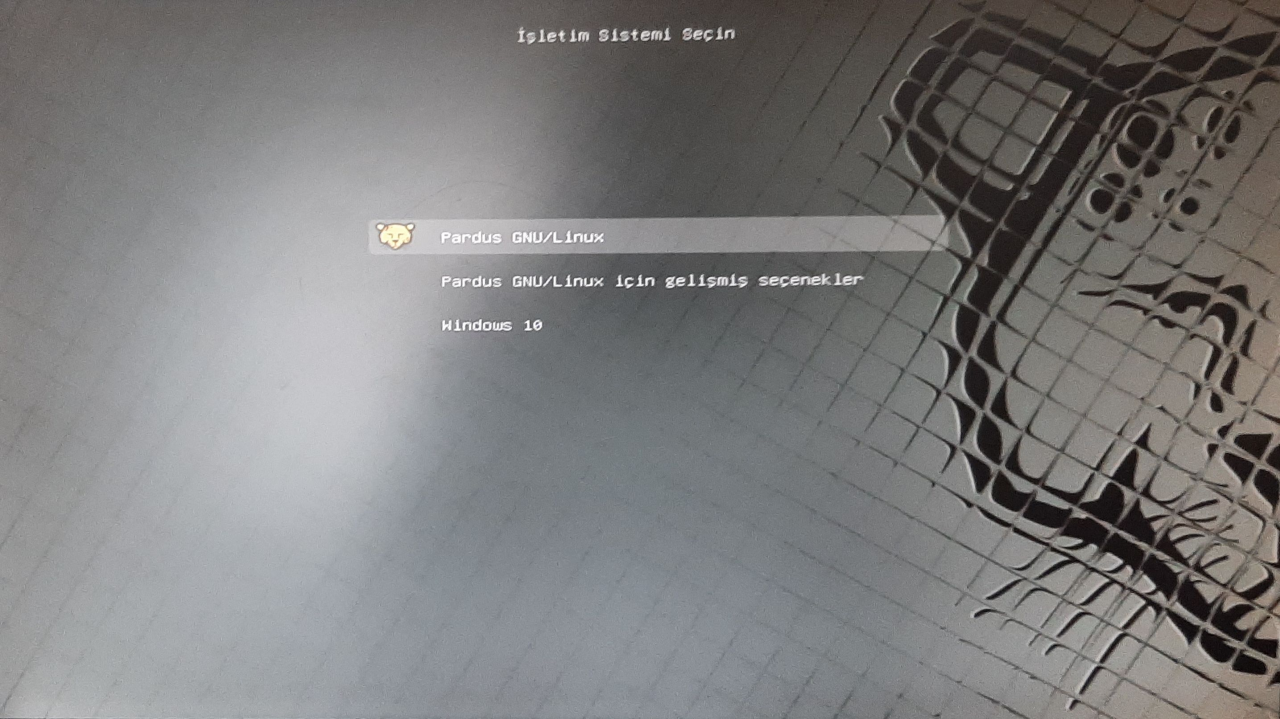 İşletim Sistemi Seçin
Pardus GNU/Linux
Pardus GNU/Linux için gelişmiş seçenekler
Windows 10